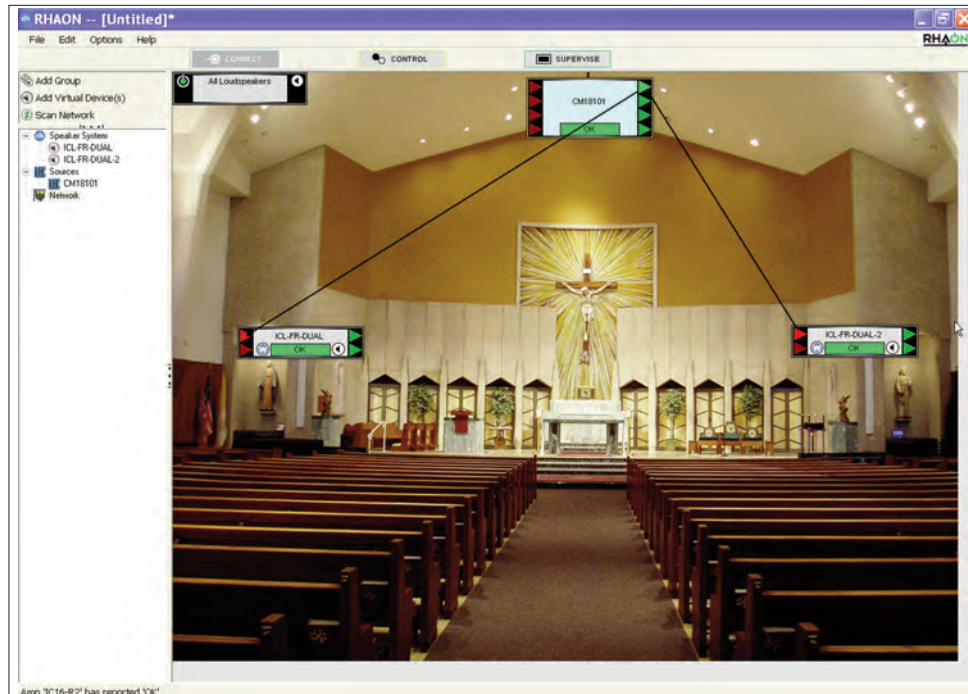 RHAON -- [Untitled]*
File Edit Options Help
RHAON
CONNECT
CONTROL
SUPERVISE
Add Group
Add Virtual Device(s)
Scan Network
Speaker System
ICL-FR-DUAL
ICL-FR-DUAL-2
Sources
CM18101
Network
All Loudspeakers
CM18101
OK
ICL-FR-DUAL
OK
ICL-FR-DUAL-2
OK
Amp 'IC16-R2' has reported 'OK'